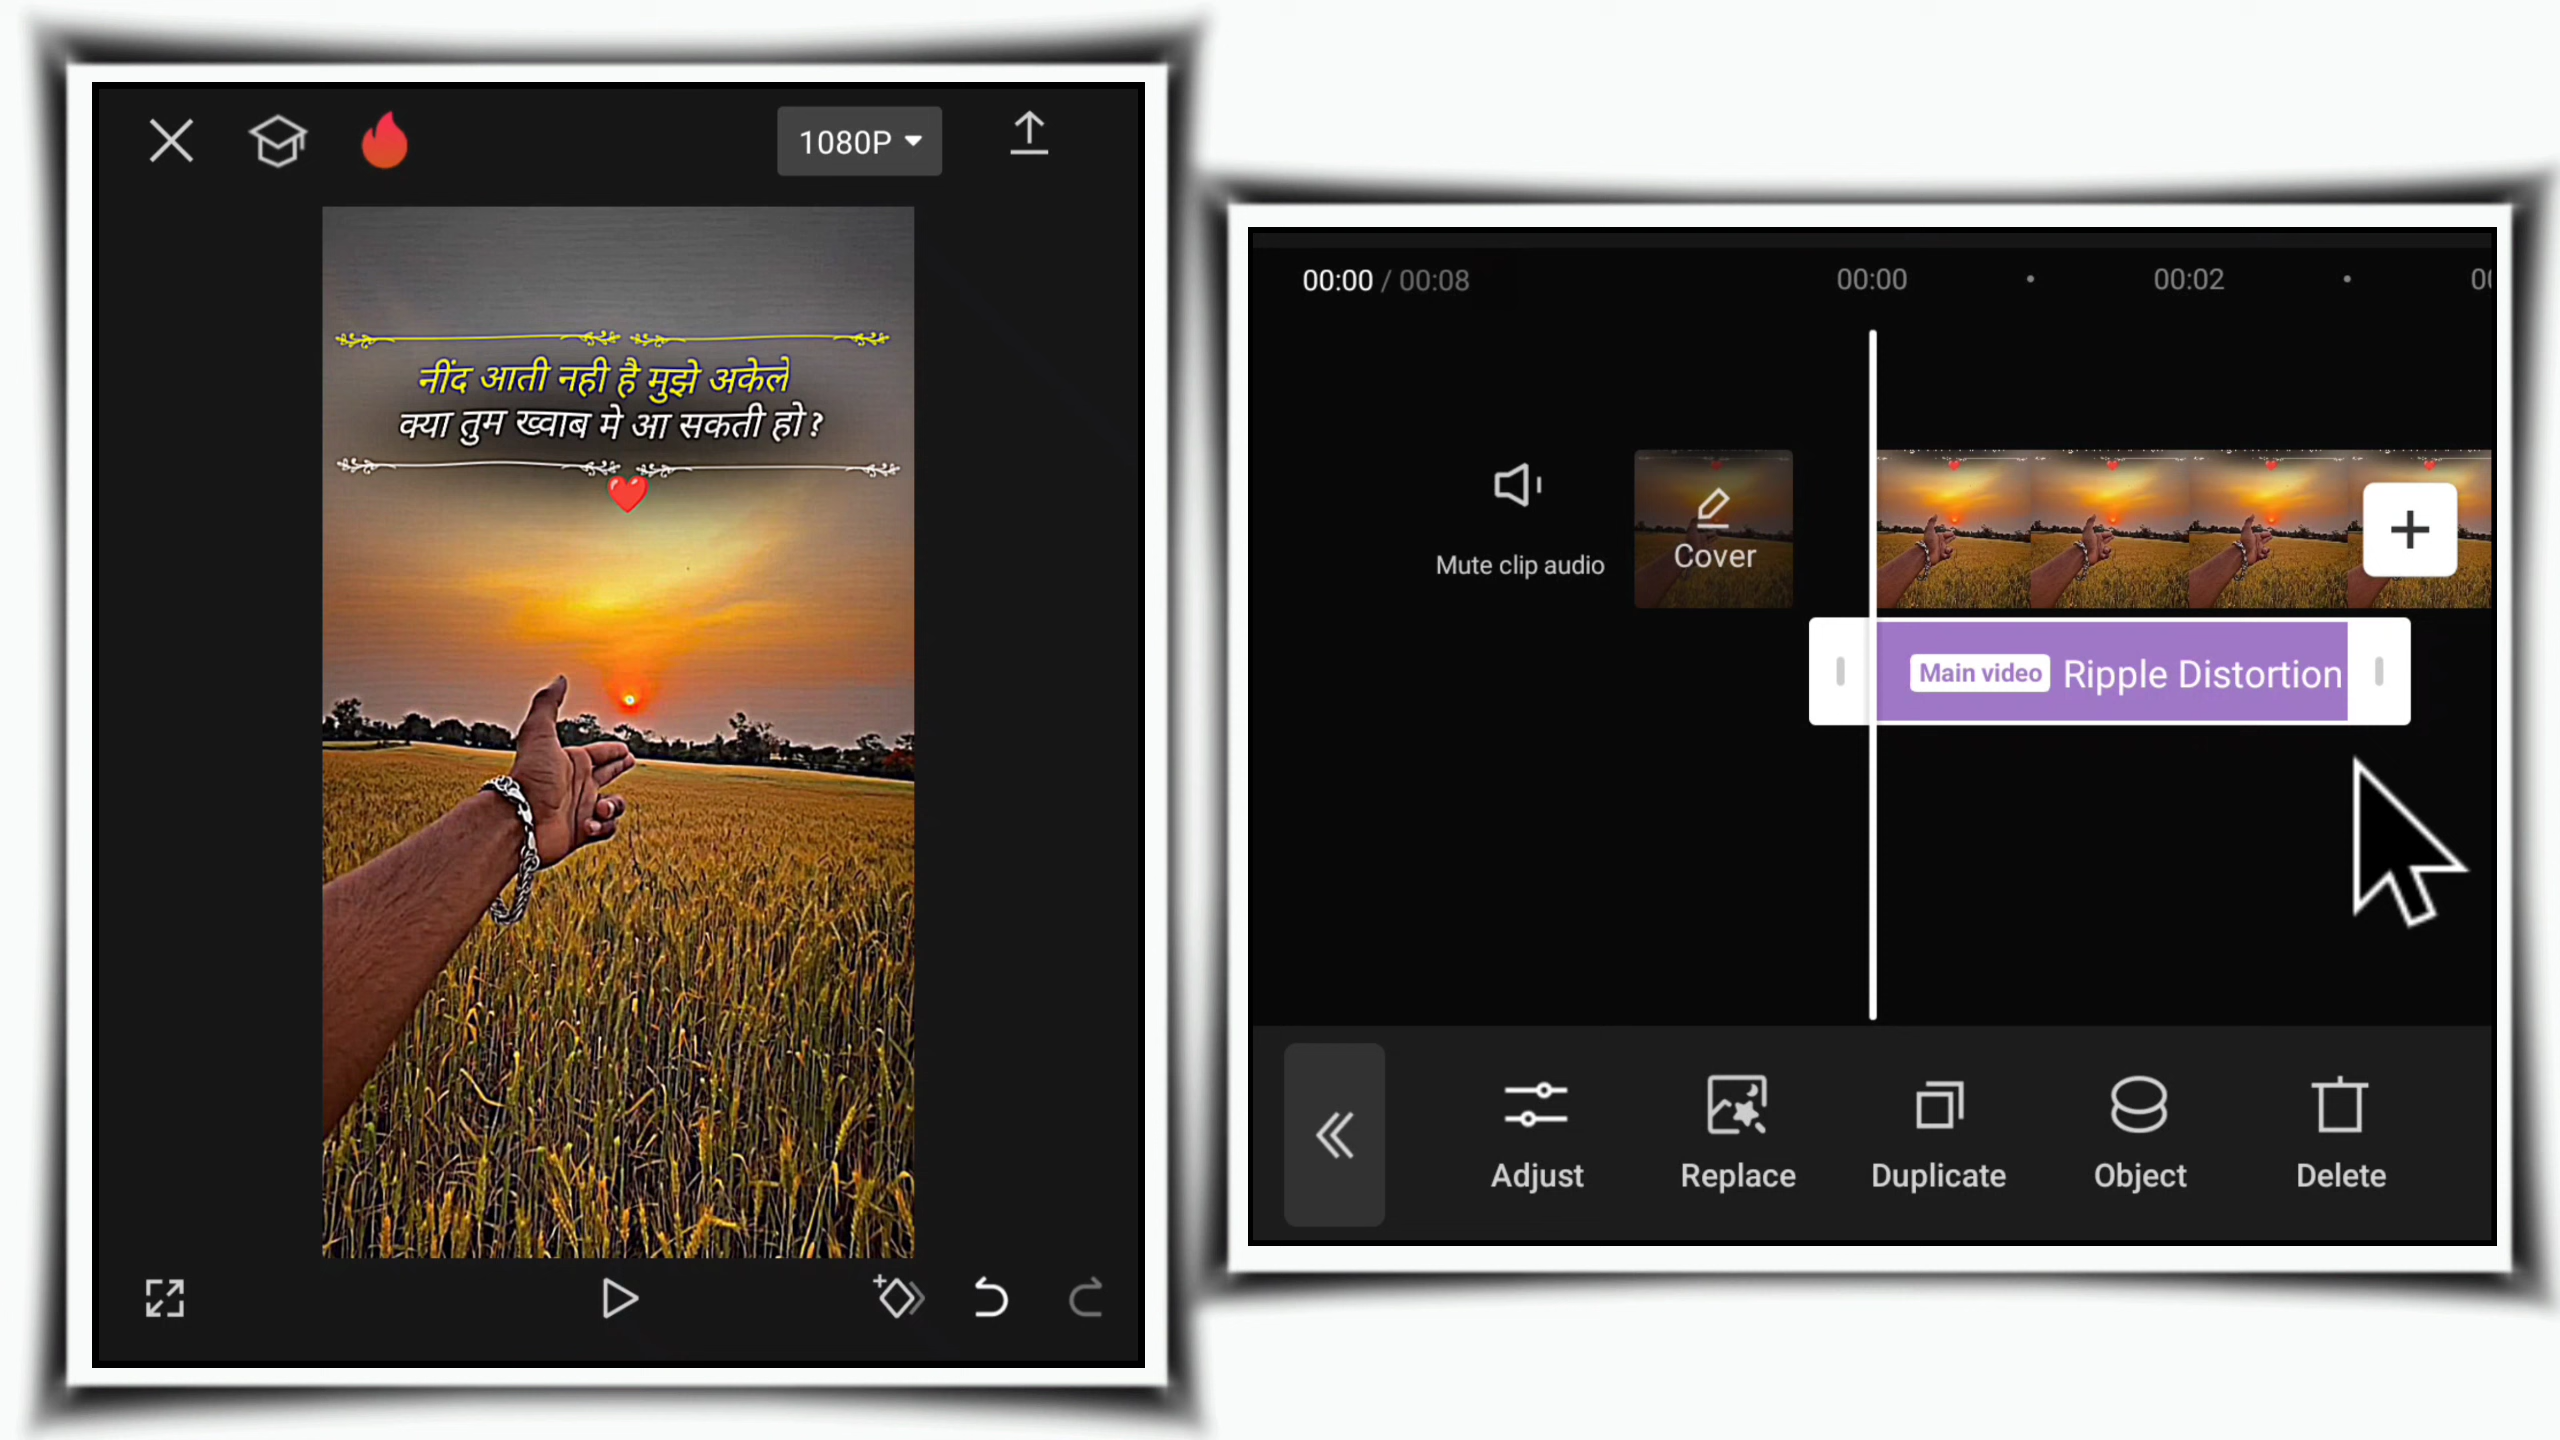 1080P
नींद आती नही है मुझे अकेले
क्या तुम ख्वाब मे आ सकती हो?
00:00 / 00:08
00:00
00:02
Mute clip audio
Cover
Main video Ripple Distortion
Adjust
Replace
Duplicate
Object
Delete